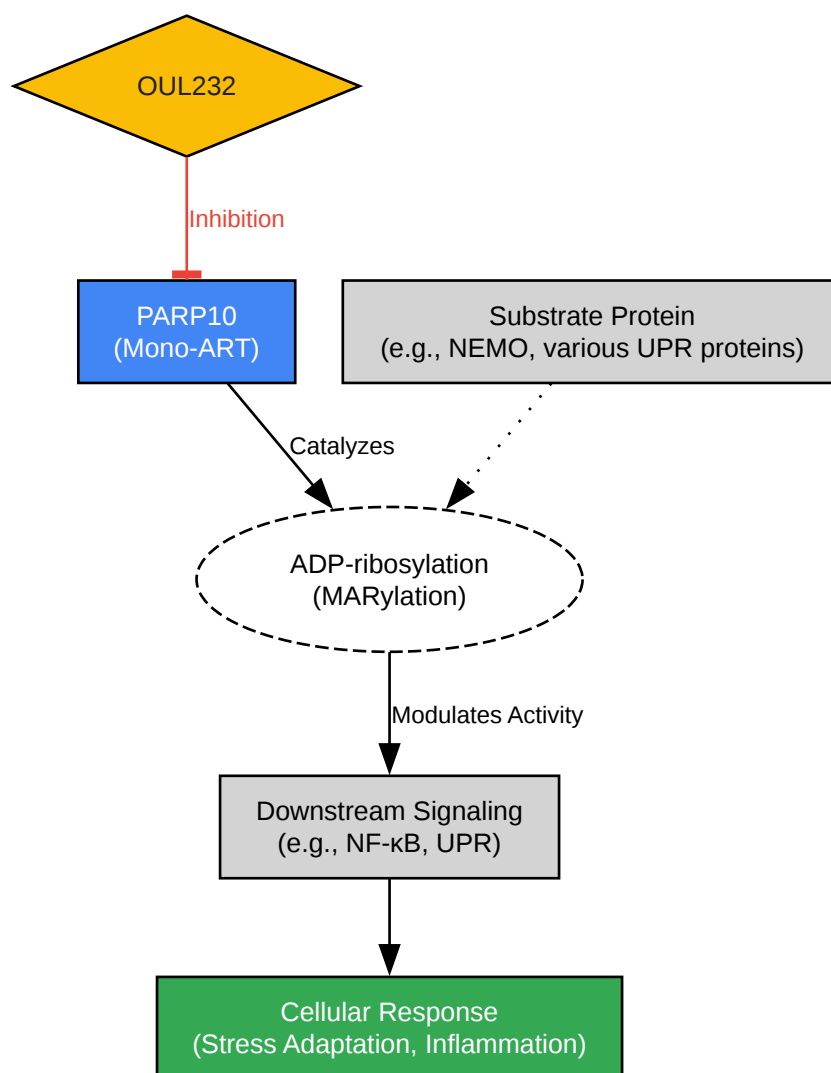 OUL232
Inhibition
PARP10
(Mono-ART)
Substrate Protein
(e.g., NEMO, various UPR proteins)
Catalyzes
ADP-ribosylation
(MARylation)
Modulates Activity
Downstream Signaling
(e.g., NF-κB, UPR)
Cellular Response
(Stress Adaptation, Inflammation)